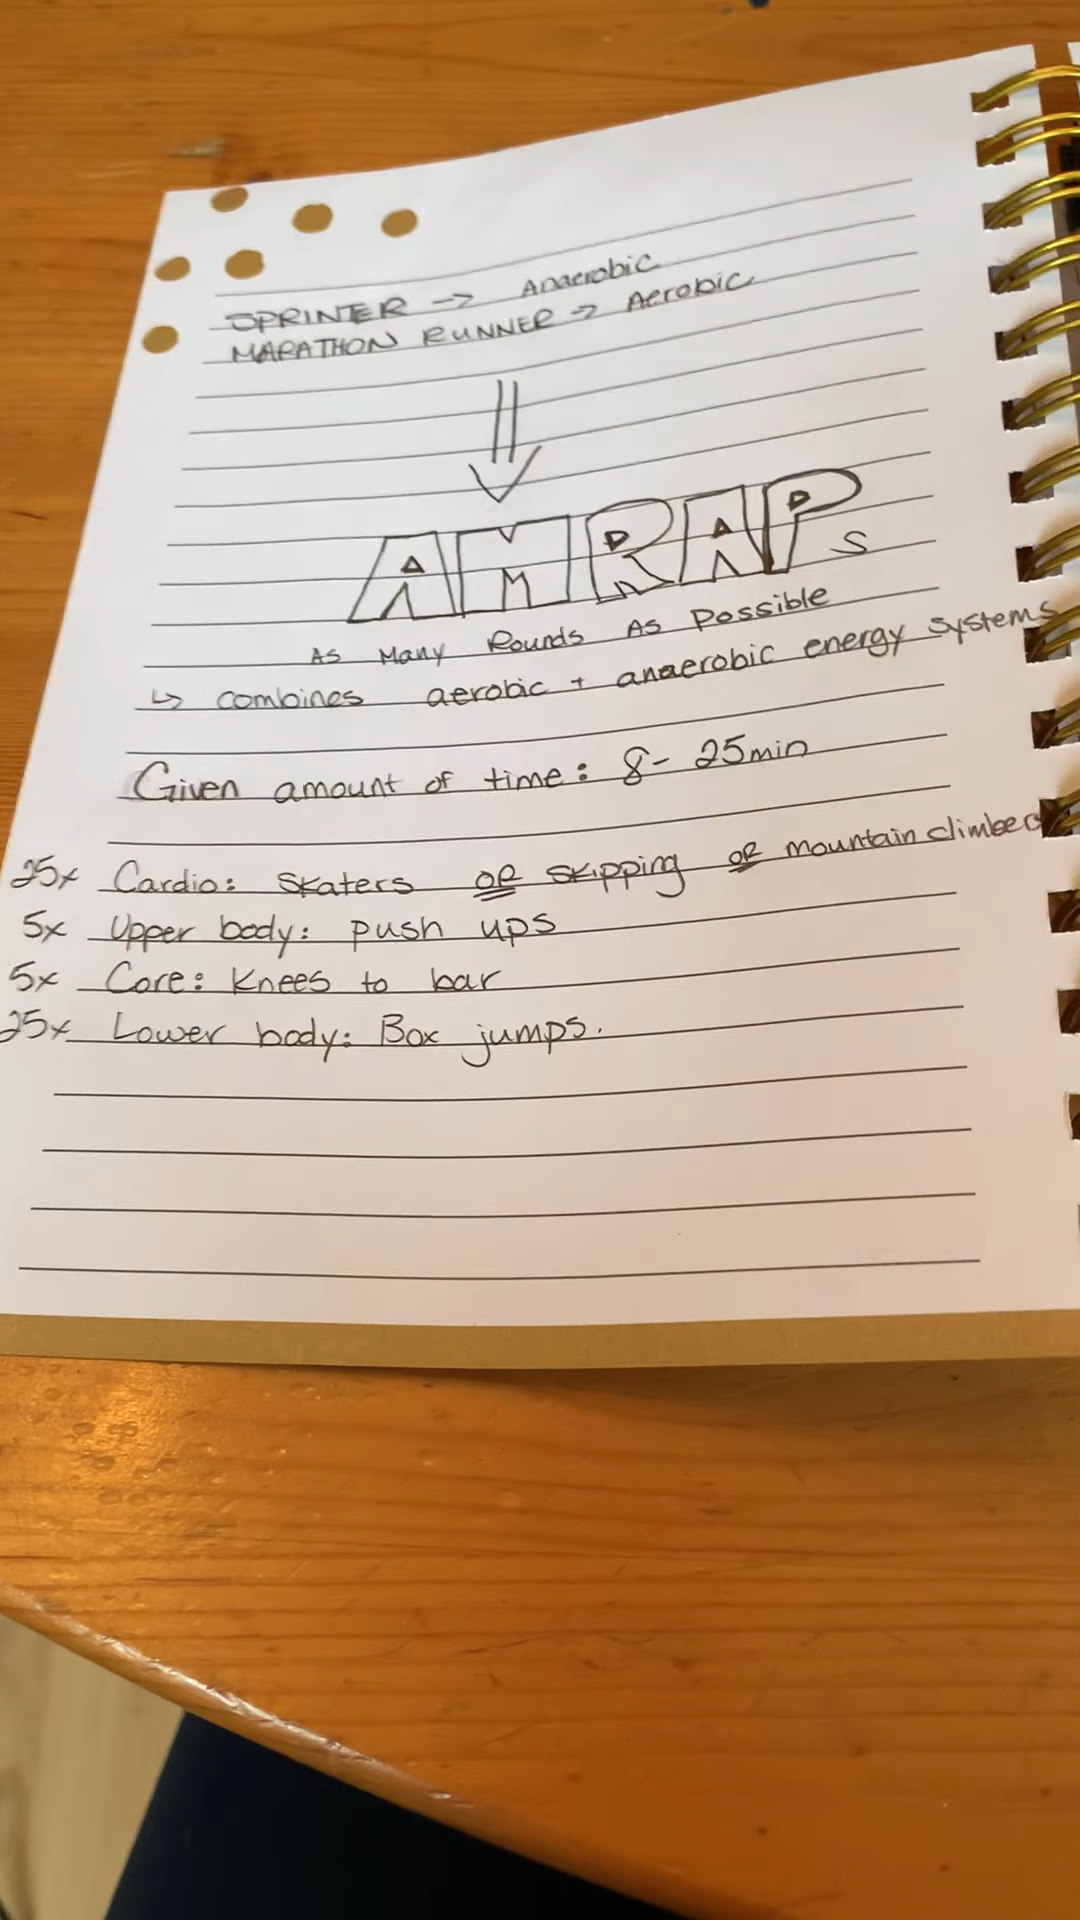 SPRINTER -> Anaerobic
MARATHON RUNNER -> Aerobic
AMRAPs
As Many Rounds As Possible
↳ combines aerobic + anaerobic energy systems
Given amount of time: 8- 25min
25x Cardio: skaters OR skipping OR mountain climber
5x Upper body: push ups
5x Core: Knees to bar
25x Lower body: Box jumps.